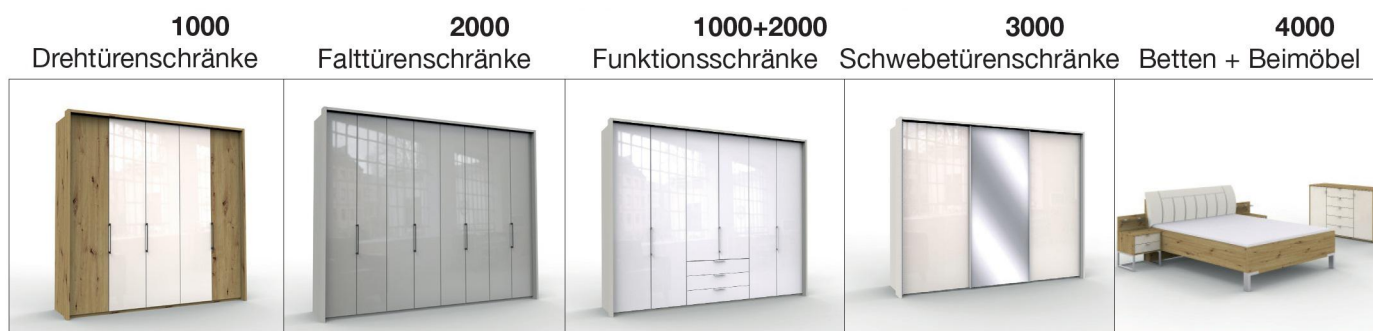 1000
Drehtürenschränke
2000
Falttürenschränke
1000+2000
Funktionsschränke
3000
Schwebetürenschränke
4000
Betten + Beimöbel